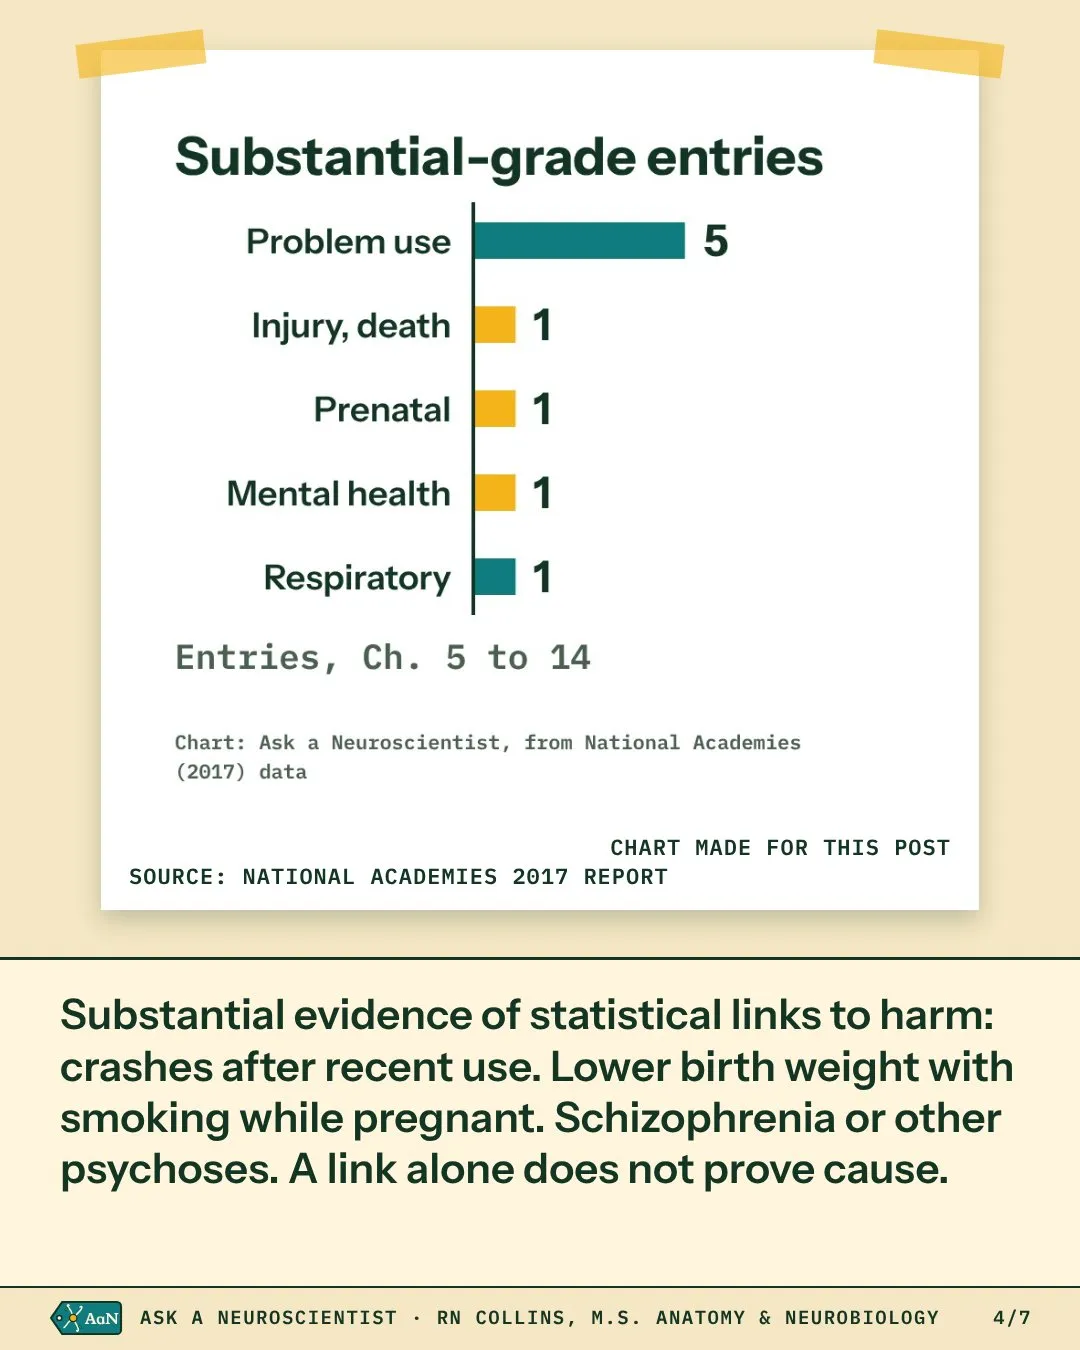 Substantial-grade entries
Problem use 5
Injury, death 1
Prenatal 1
Mental health 1
Respiratory 1
Entries, Ch. 5 to 14
Chart: Ask a Neuroscientist, from National Academies
(2017) data
CHART MADE FOR THIS POST
SOURCE: NATIONAL ACADEMIES 2017 REPORT
Substantial evidence of statistical links to harm:
crashes after recent use. Lower birth weight with
smoking while pregnant. Schizophrenia or other
psychoses. A link alone does not prove cause.
AaN ASK A NEUROSCIENTIST · RN COLLINS, M.S. ANATOMY & NEUROBIOLOGY 4/7